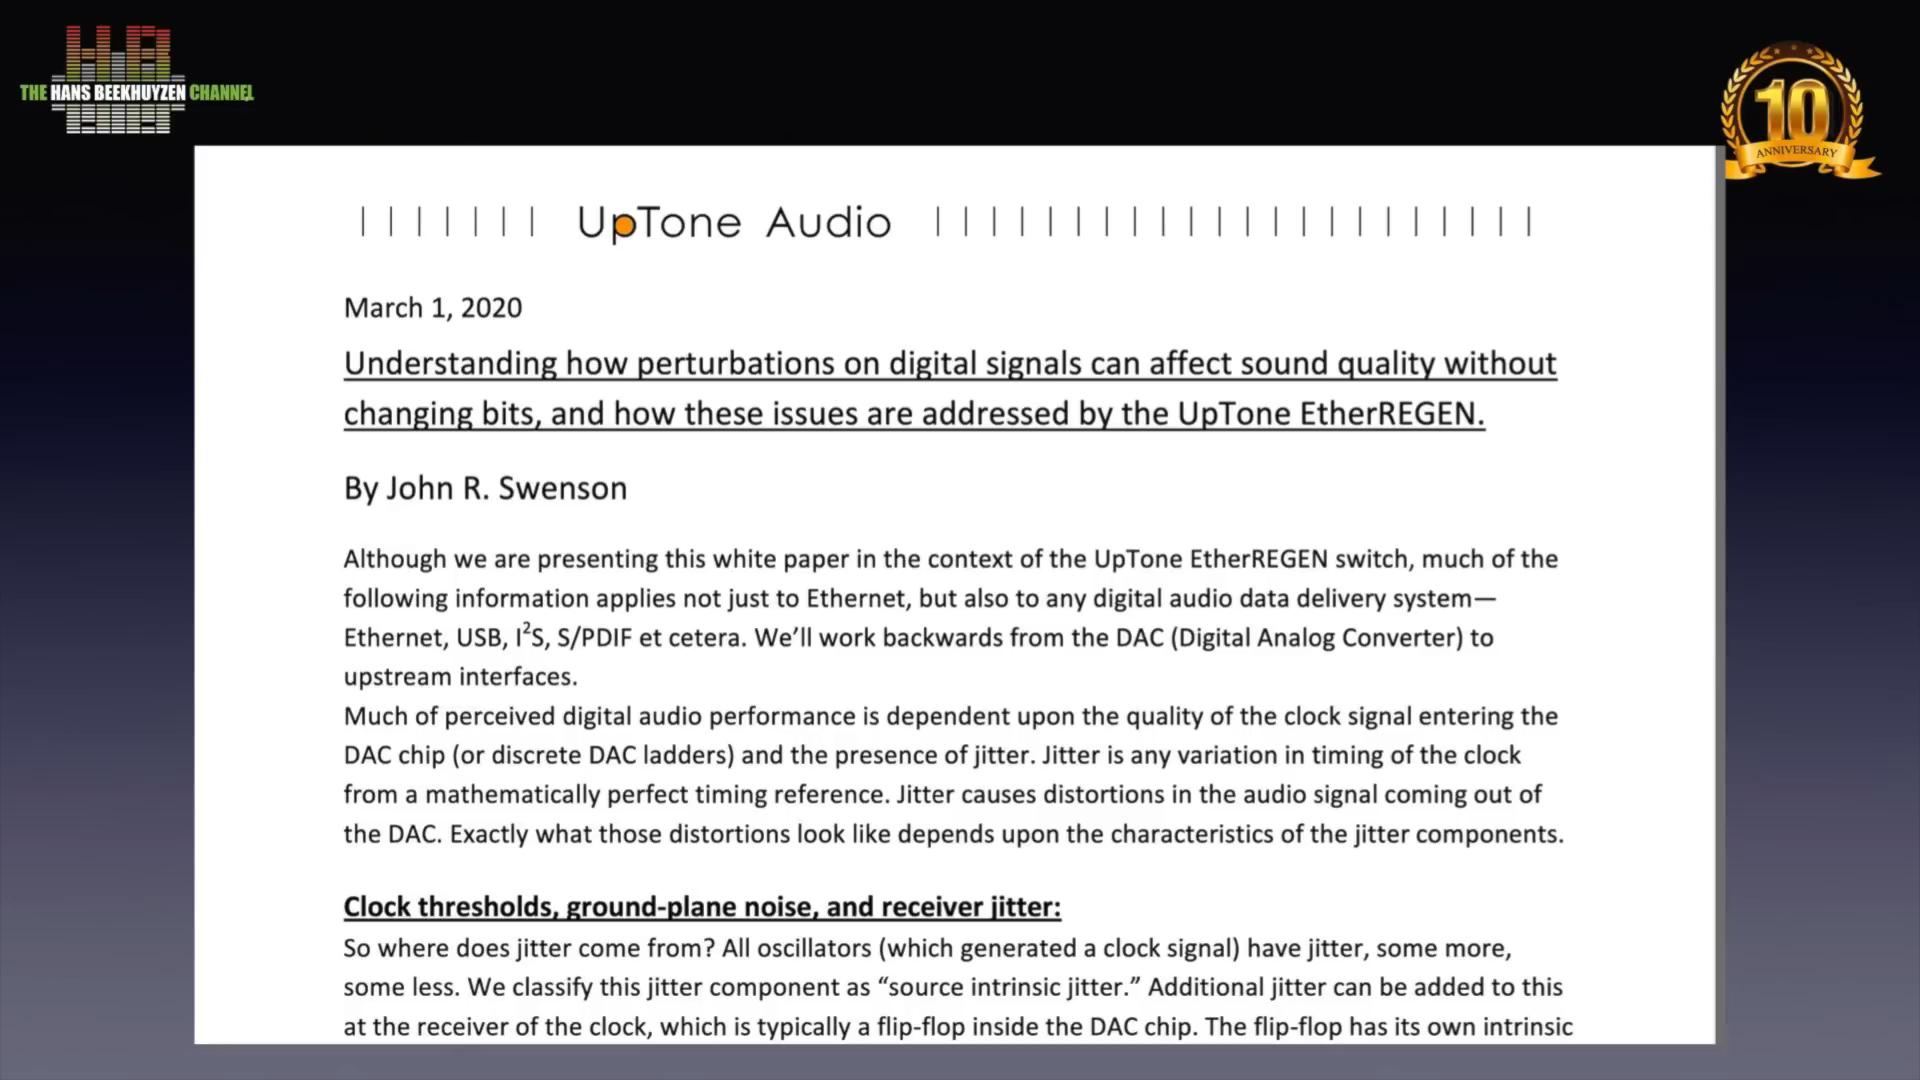 THE HANS BEEKHUYZEN CHANNEL
10
ANNIVERSARY
UpTone Audio
March 1, 2020
Understanding how perturbations on digital signals can affect sound quality without
changing bits, and how these issues are addressed by the UpTone EtherREGEN.
By John R. Swenson
Although we are presenting this white paper in the context of the UpTone EtherREGEN switch, much of the
following information applies not just to Ethernet, but also to any digital audio data delivery system—
Ethernet, USB, I²S, S/PDIF et cetera. We’ll work backwards from the DAC (Digital Analog Converter) to
upstream interfaces.
Much of perceived digital audio performance is dependent upon the quality of the clock signal entering the
DAC chip (or discrete DAC ladders) and the presence of jitter. Jitter is any variation in timing of the clock
from a mathematically perfect timing reference. Jitter causes distortions in the audio signal coming out of
the DAC. Exactly what those distortions look like depends upon the characteristics of the jitter components.
Clock thresholds, ground-plane noise, and receiver jitter:
So where does jitter come from? All oscillators (which generated a clock signal) have jitter, some more,
some less. We classify this jitter component as “source intrinsic jitter.” Additional jitter can be added to this
at the receiver of the clock, which is typically a flip-flop inside the DAC chip. The flip-flop has its own intrinsic